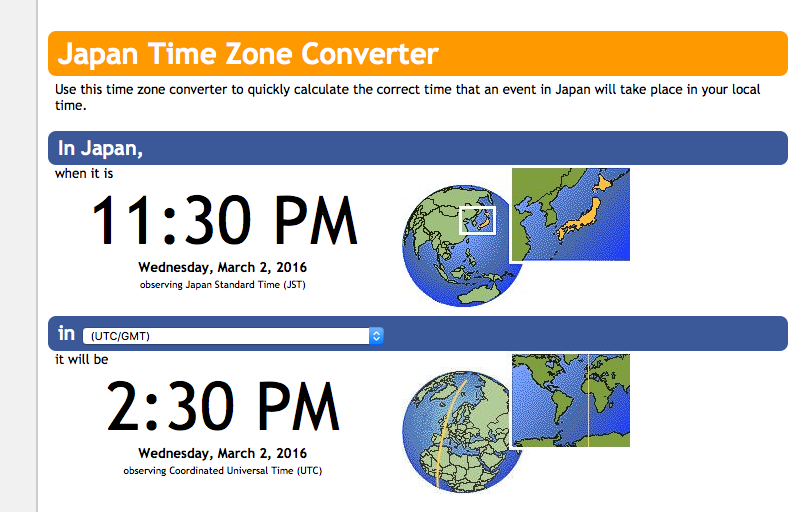 Japan Time Zone Converter
Use this time zone converter to quickly calculate the correct time that an event in Japan will take place in your local
time.
In Japan,
when it is
11:30 PM
Wednesday, March 2, 2016
observing Japan Standard Time (JST)
in (UTC/GMT)
it will be
2:30 PM
Wednesday, March 2, 2016
observing Coordinated Universal Time (UTC)